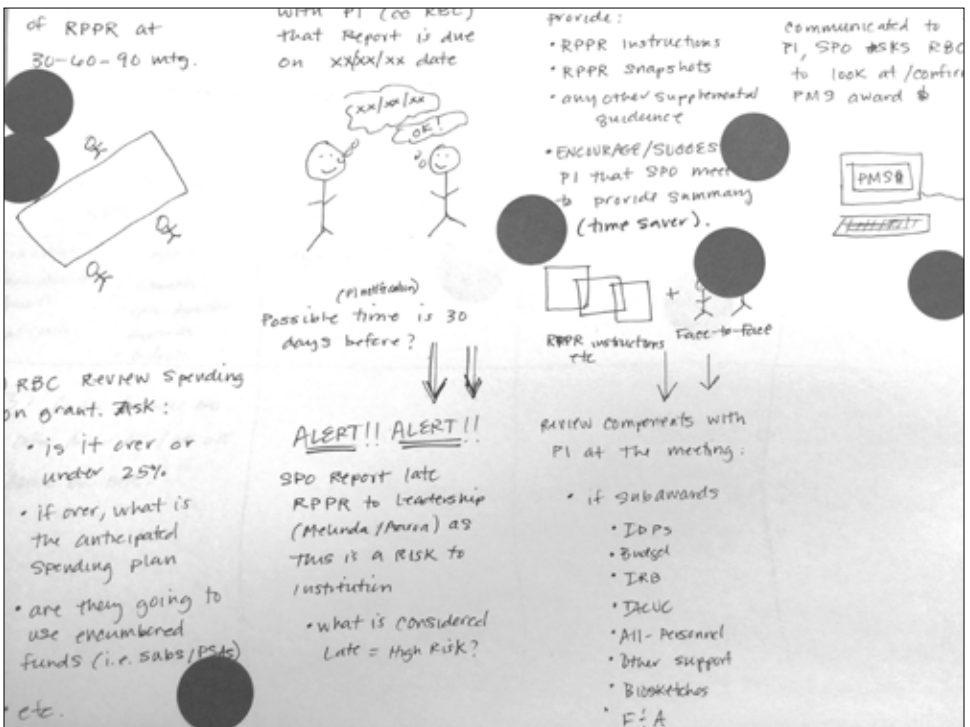 of RPPR at
30-60-90 mtg.
RBC Review Spending
on grant. Ask:
• is it over or
under 25%
• if over, what is
the anticipated
spending plan
• are they going to
use encumbered
funds (i.e. subs/PSAs)
• etc.
with PI (cc RBC)
that Report is due
on xx/xx/xx date
xx/xx/xx
OK!
(PI notification)
Possible time is 30
days before?
ALERT!! ALERT!!
SPO Report late
RPPR to Leadership
(Melinda/
) as
This is a RISK to
institution
• what is considered
Late = High Risk?
provide:
• RPPR instructions
• RPPR snapshots
• any other supplemental
guidance
• ENCOURAGE/
PI that SPO meet
to provide summary
(time saver).
+
RPPR instructions
etc
Face-to-Face
Review components with
PI at the meeting:
• if subawards
• IDPs
• Budget
• IRB
• IACUC
• All-Personnel
• Other support
• Biosketches
• F&A
communicated to
PI, SPO asks RBC
to look at/confirm
PMS award $
PMS